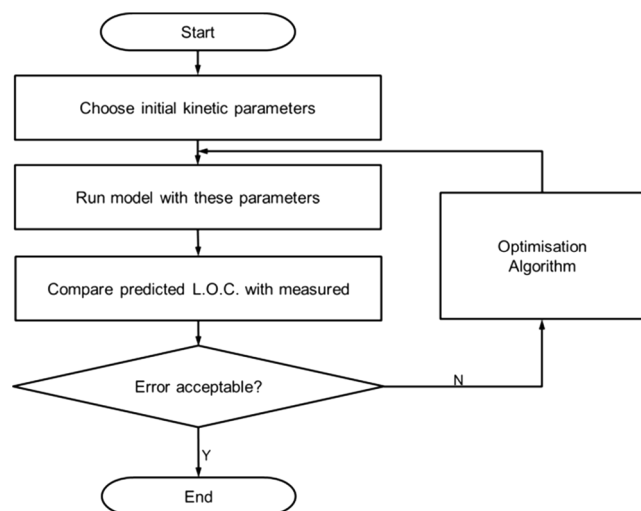 Start
Choose initial kinetic parameters
Run model with these parameters
Optimisation
Algorithm
Compare predicted L.O.C. with measured
Error acceptable?
N
Y
End